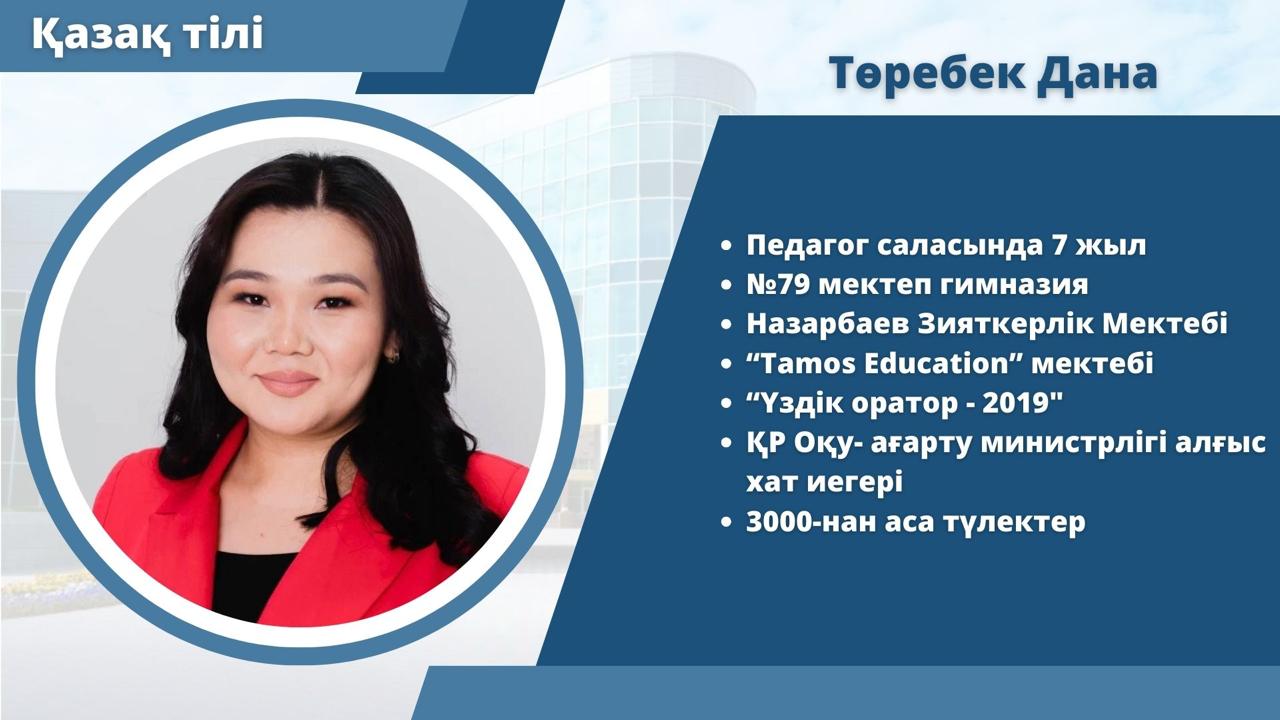 Қазақ тілі
Төребек Дана
• Педагог саласында 7 жыл
• №79 мектеп гимназия
• Назарбаев Зияткерлік Мектебі
• “Tamos Education” мектебі
• “Үздік оратор - 2019"
• ҚР Оқу- ағарту министрлігі алғыс
хат иегері
• 3000-нан аса түлектер